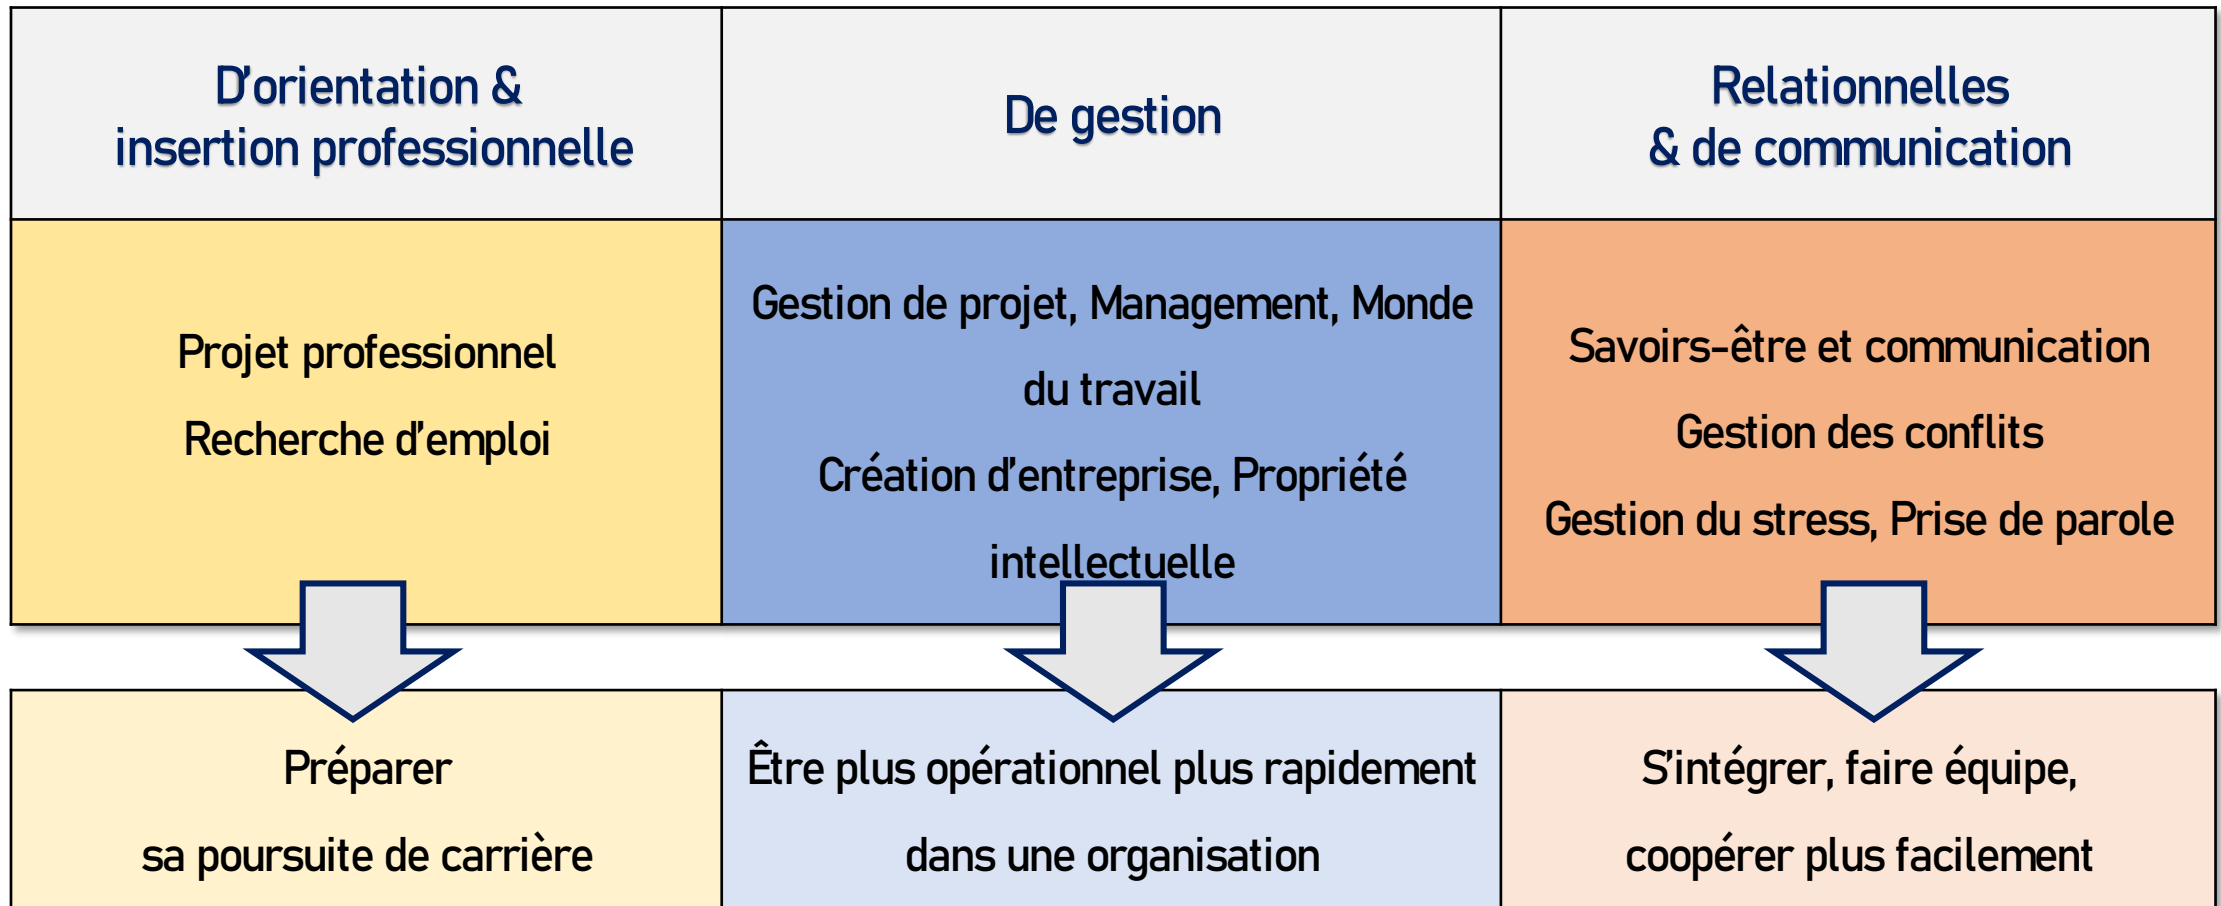 D'orientation &
insertion professionnelle
De gestion
Relationnelles
& de communication
Projet professionnel
Recherche d'emploi
Gestion de projet, Management, Monde
du travail
Création d'entreprise, Propriété
intellectuelle
Savoirs-être et communication
Gestion des conflits
Gestion du stress, Prise de parole
Préparer
sa poursuite de carrière
Être plus opérationnel plus rapidement
dans une organisation
S'intégrer, faire équipe,
coopérer plus facilement